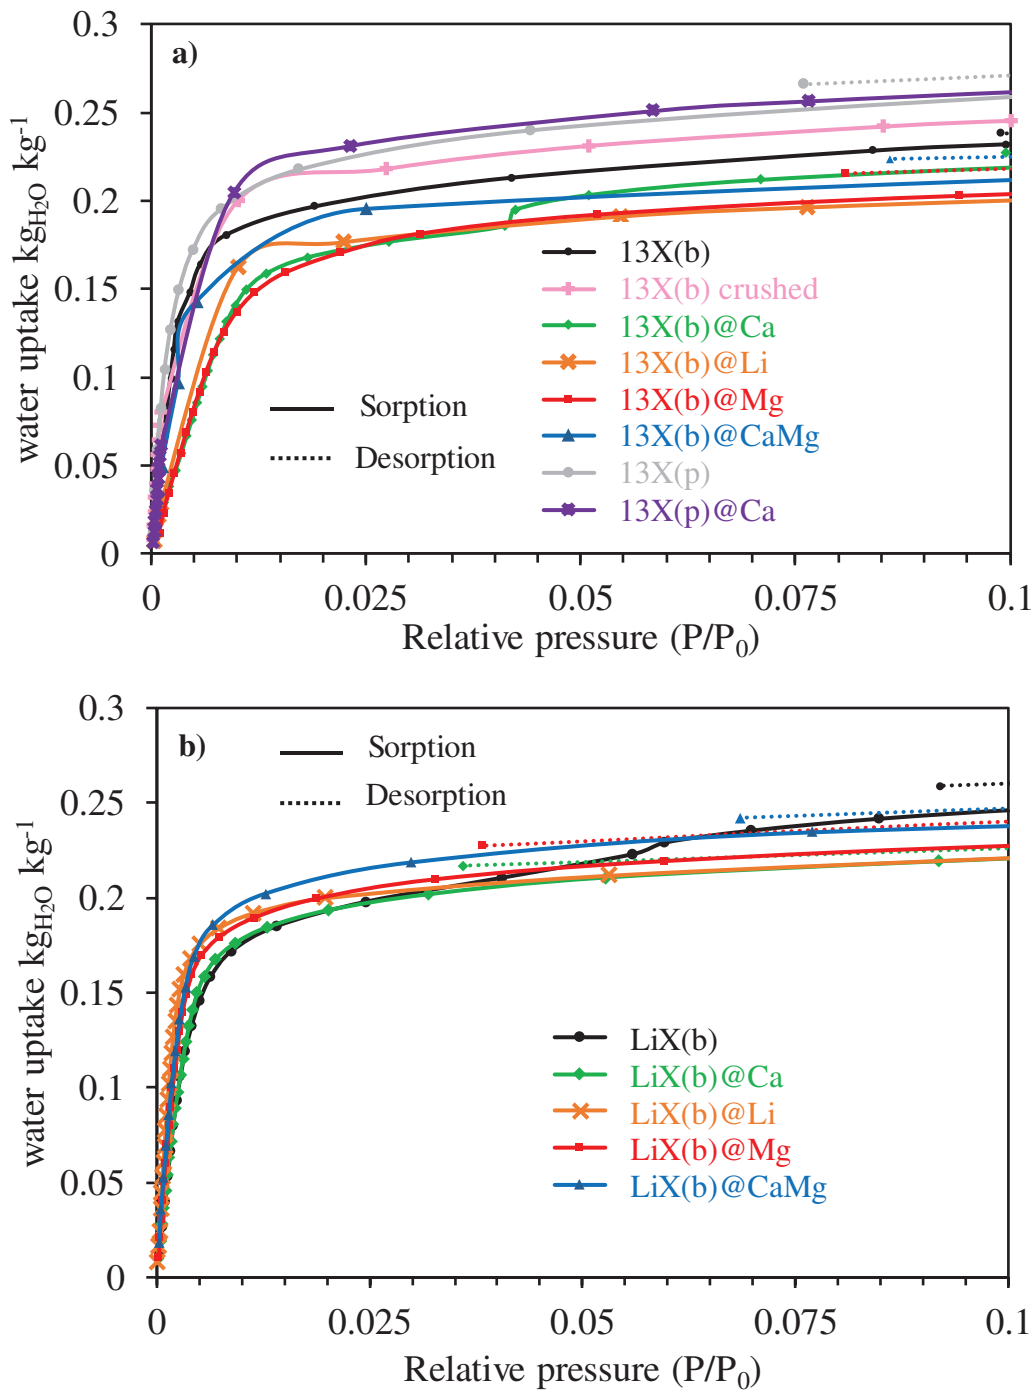 a)
0.3
0.25
0.2
0.15
0.1
0.05
0
water uptake kg_H2O kg^-1
Sorption
Desorption
13X(b)
13X(b) crushed
13X(b)@Ca
13X(b)@Li
13X(b)@Mg
13X(b)@CaMg
13X(p)
13X(p)@Ca
0 0.025 0.05 0.075 0.1
Relative pressure (P/P₀)
b)
0.3
0.25
0.2
0.15
0.1
0.05
0
water uptake kg_H2O kg^-1
Sorption
Desorption
LiX(b)
LiX(b)@Ca
LiX(b)@Li
LiX(b)@Mg
LiX(b)@CaMg
0 0.025 0.05 0.075 0.1
Relative pressure (P/P₀)